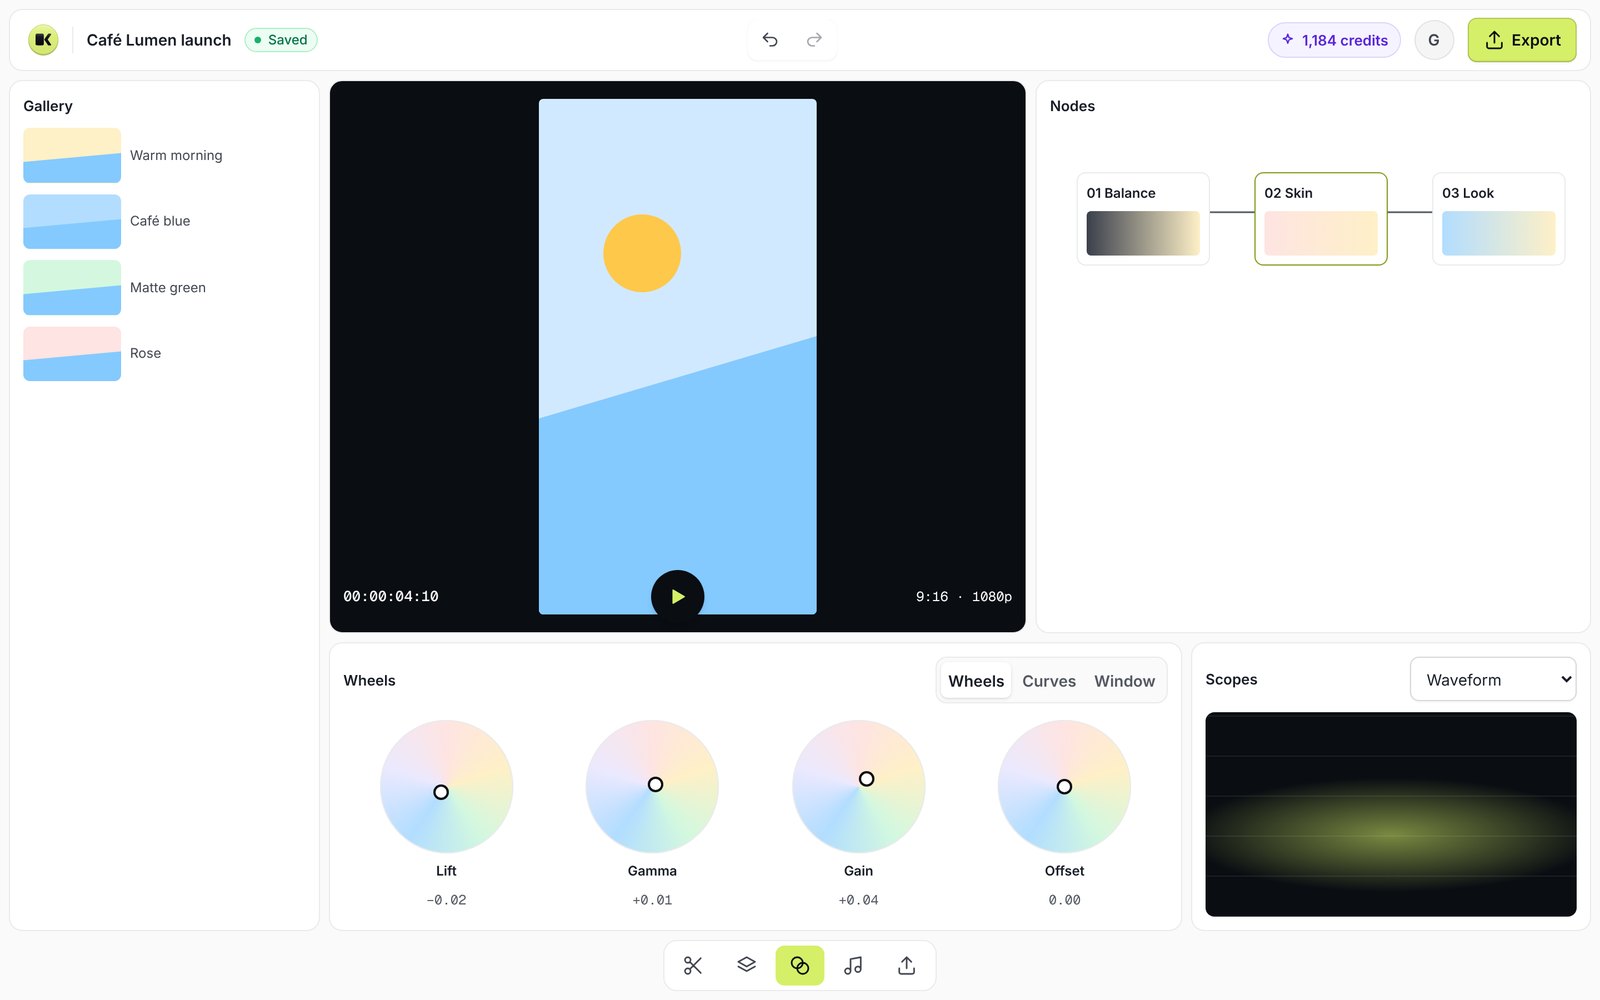 Café Lumen launch
Saved
1,184 credits
G
Export
Gallery
Warm morning
Café blue
Matte green
Rose
00:00:04:10
9:16 · 1080p
Nodes
01 Balance
02 Skin
03 Look
Wheels
Wheels
Curves
Window
Lift
Gamma
Gain
Offset
−0.02
+0.01
+0.04
0.00
Scopes
Waveform